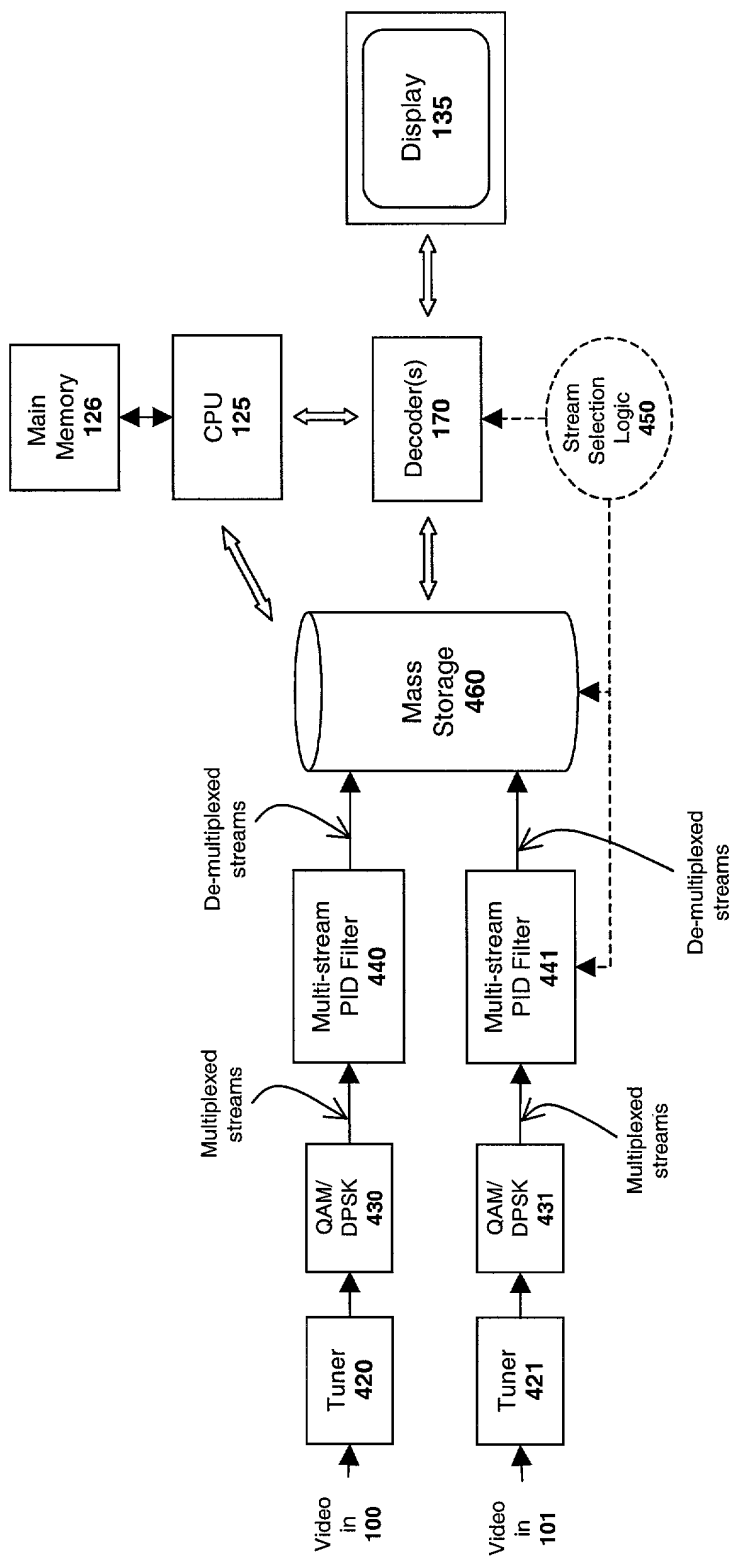 Main
Memory
126
CPU
125
Display
135
Decoder(s)
170
Stream
Selection
Logic
450
Mass
Storage
460
De-multiplexed
streams
De-multiplexed
streams
Multi-stream
PID Filter
440
Multi-stream
PID Filter
441
Multiplexed
streams
Multiplexed
streams
QAM/
DPSK
430
QAM/
DPSK
431
Tuner
420
Tuner
421
Video
in
100
Video
in
101